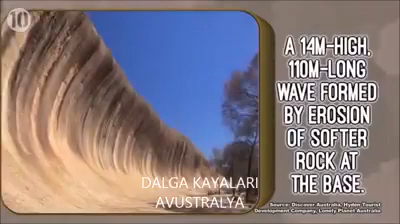 10
A 14M-HIGH,
110M-LONG
WAVE FORMED
BY EROSION
OF SOFTER
ROCK AT
THE BASE.
DALGA KAYALARI
AVUSTRALYA
Source: Discover Australia, Hyden Tourist
Development Company, Lonely Planet Australia